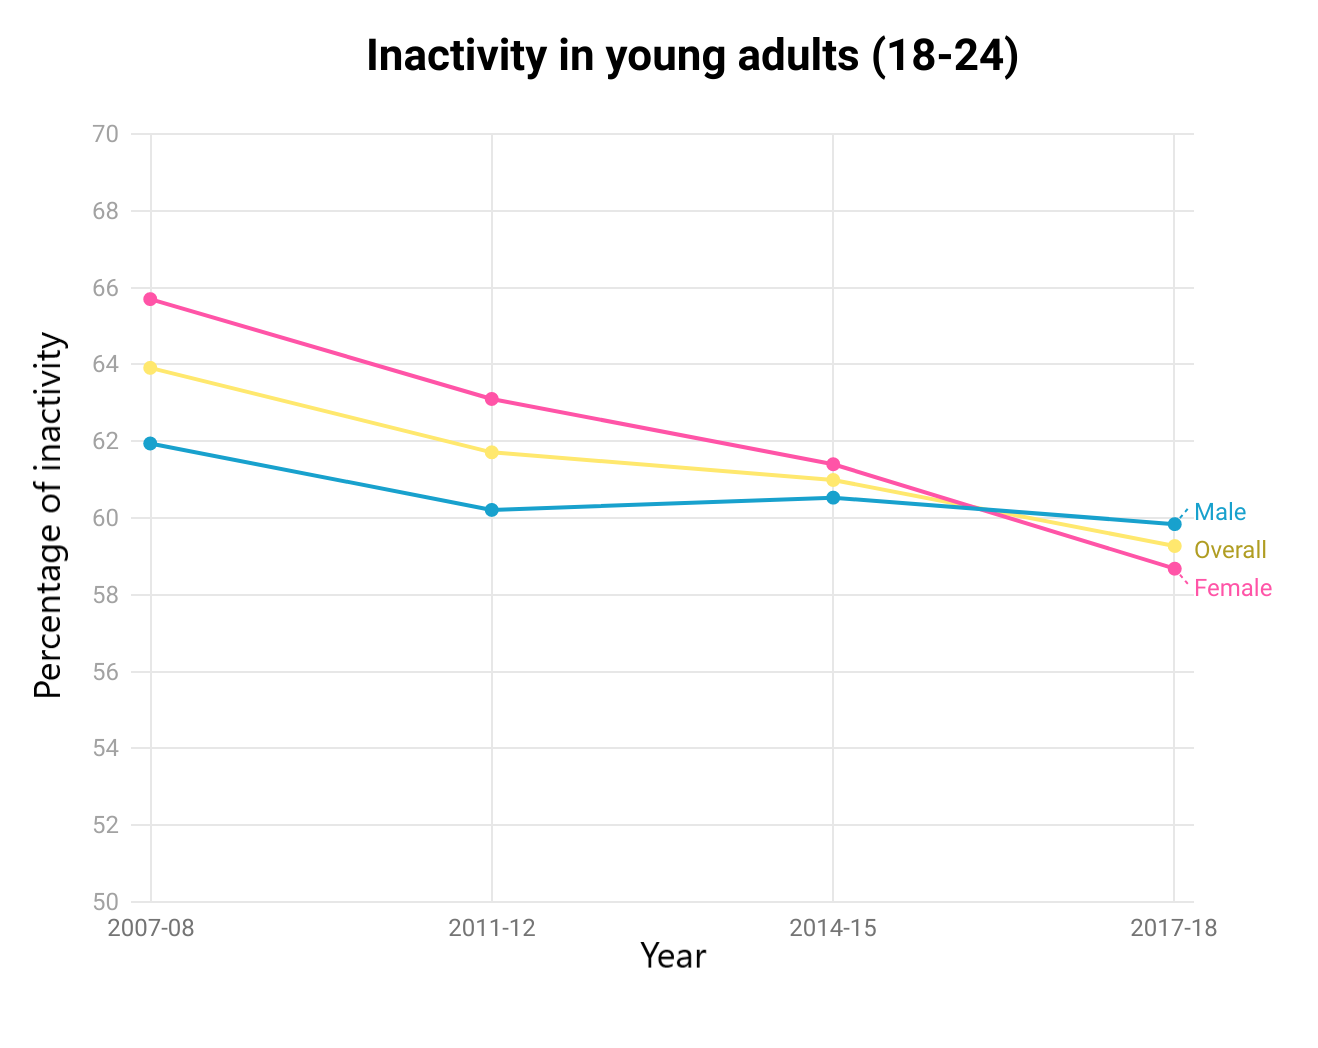 Inactivity in young adults (18-24)
70
68
66
64
62
60
58
56
54
52
50
Percentage of inactivity
Male
Overall
Female
2007-08
2011-12
2014-15
2017-18
Year